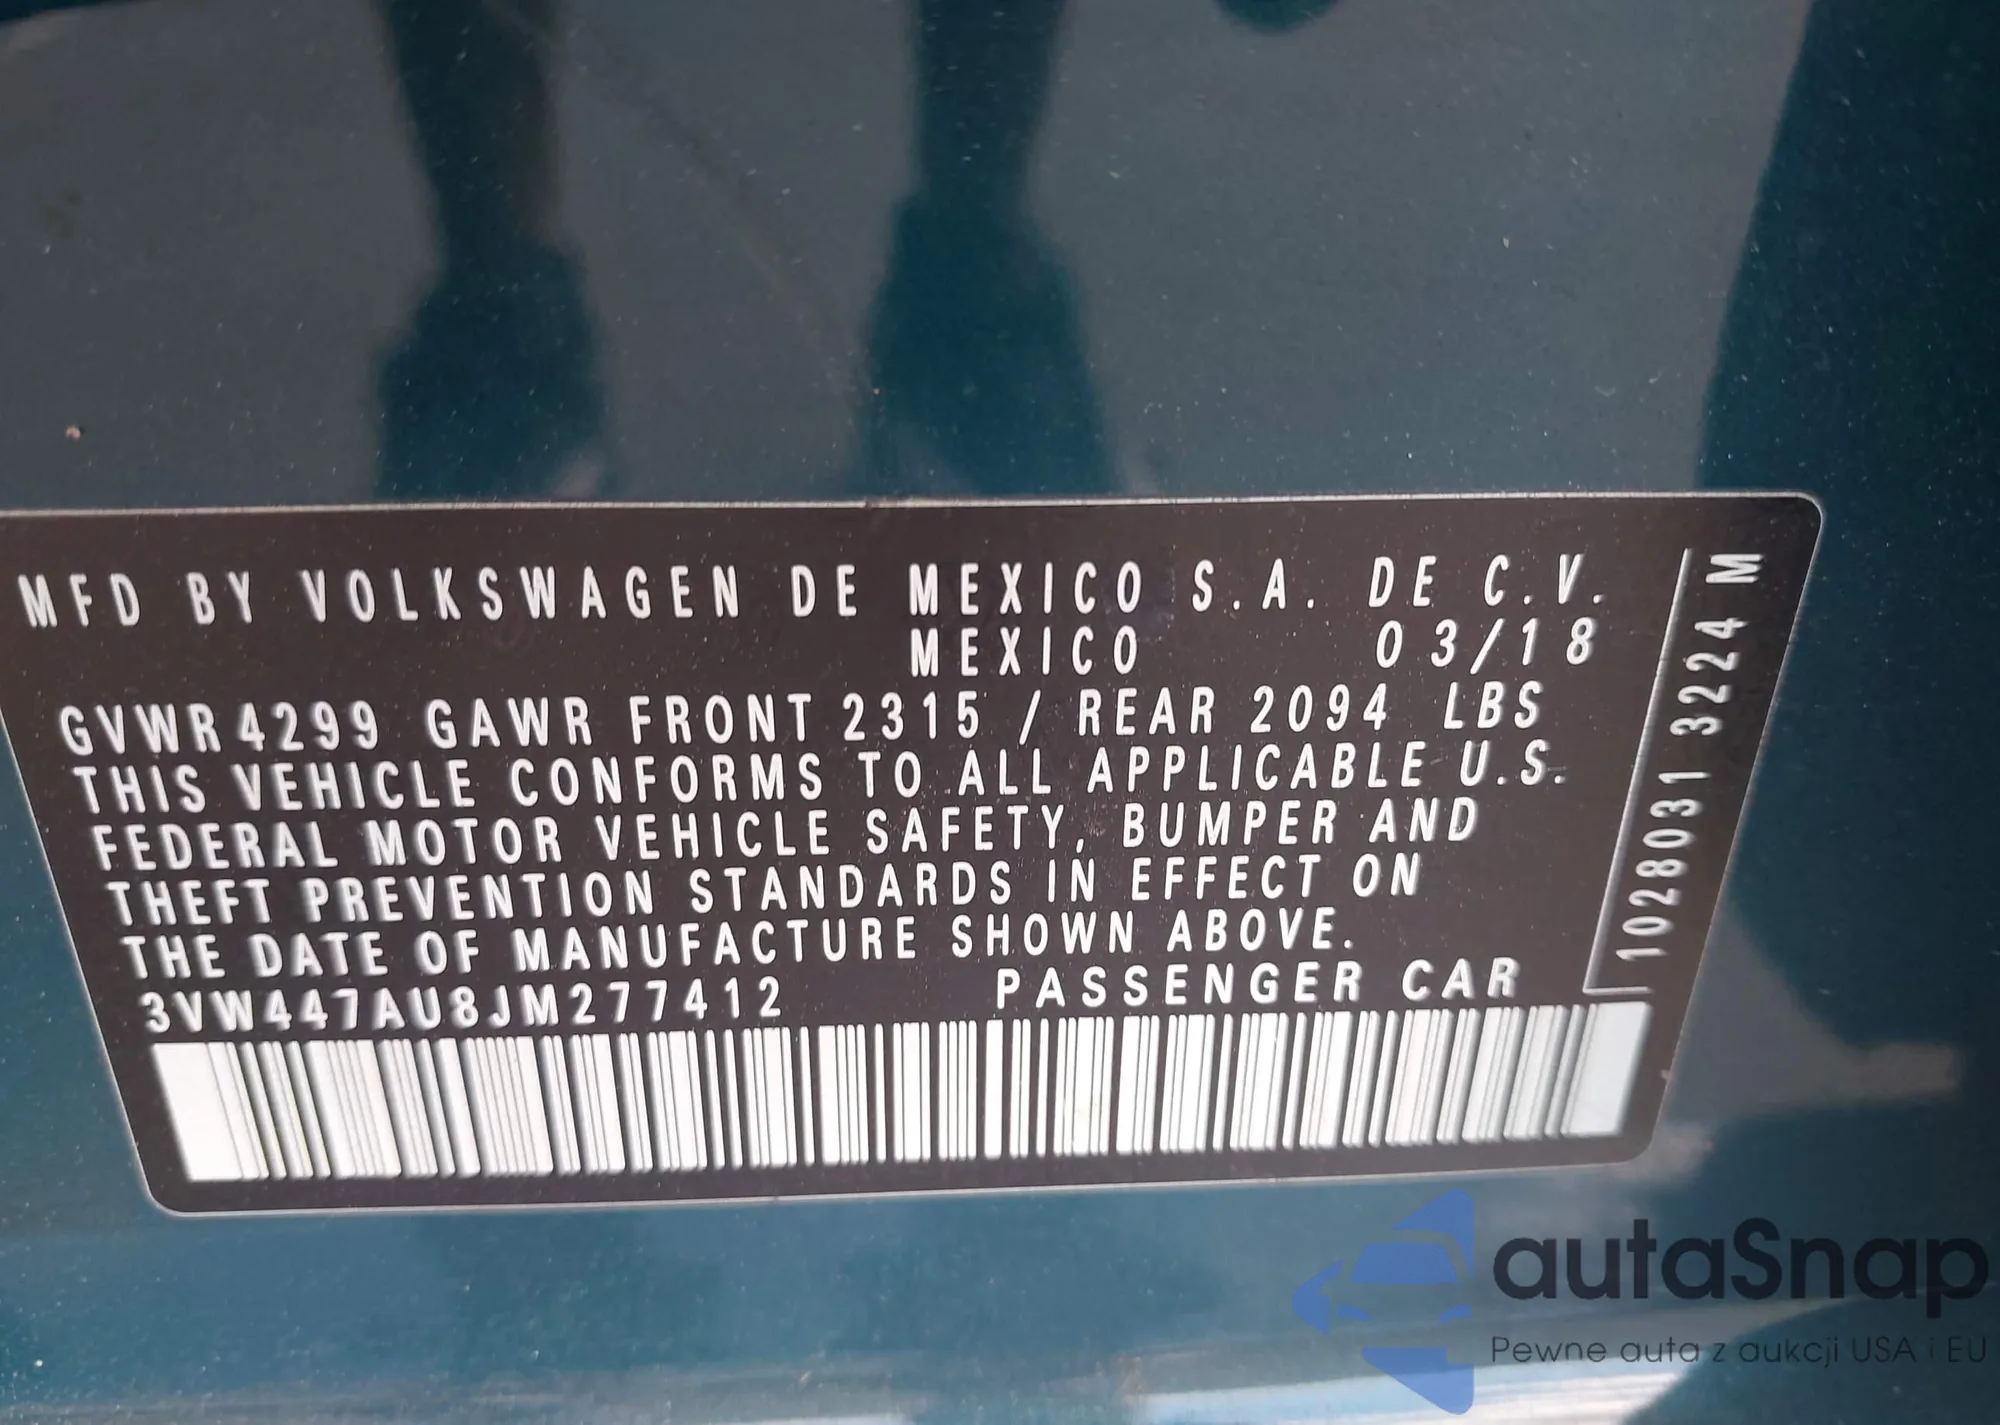 MFD BY VOLKSWAGEN DE MEXICO S.A. DE C.V.
MEXICO 03/18
GVWR 4299 GAWR FRONT 2315 / REAR 2094 LBS
THIS VEHICLE CONFORMS TO ALL APPLICABLE U.S.
FEDERAL MOTOR VEHICLE SAFETY, BUMPER AND
THEFT PREVENTION STANDARDS IN EFFECT ON
THE DATE OF MANUFACTURE SHOWN ABOVE.
3VW447AU8JM277412 PASSENGER CAR
1028031 3224 M
autaSnap
Pewne auta z aukcji USA i EU